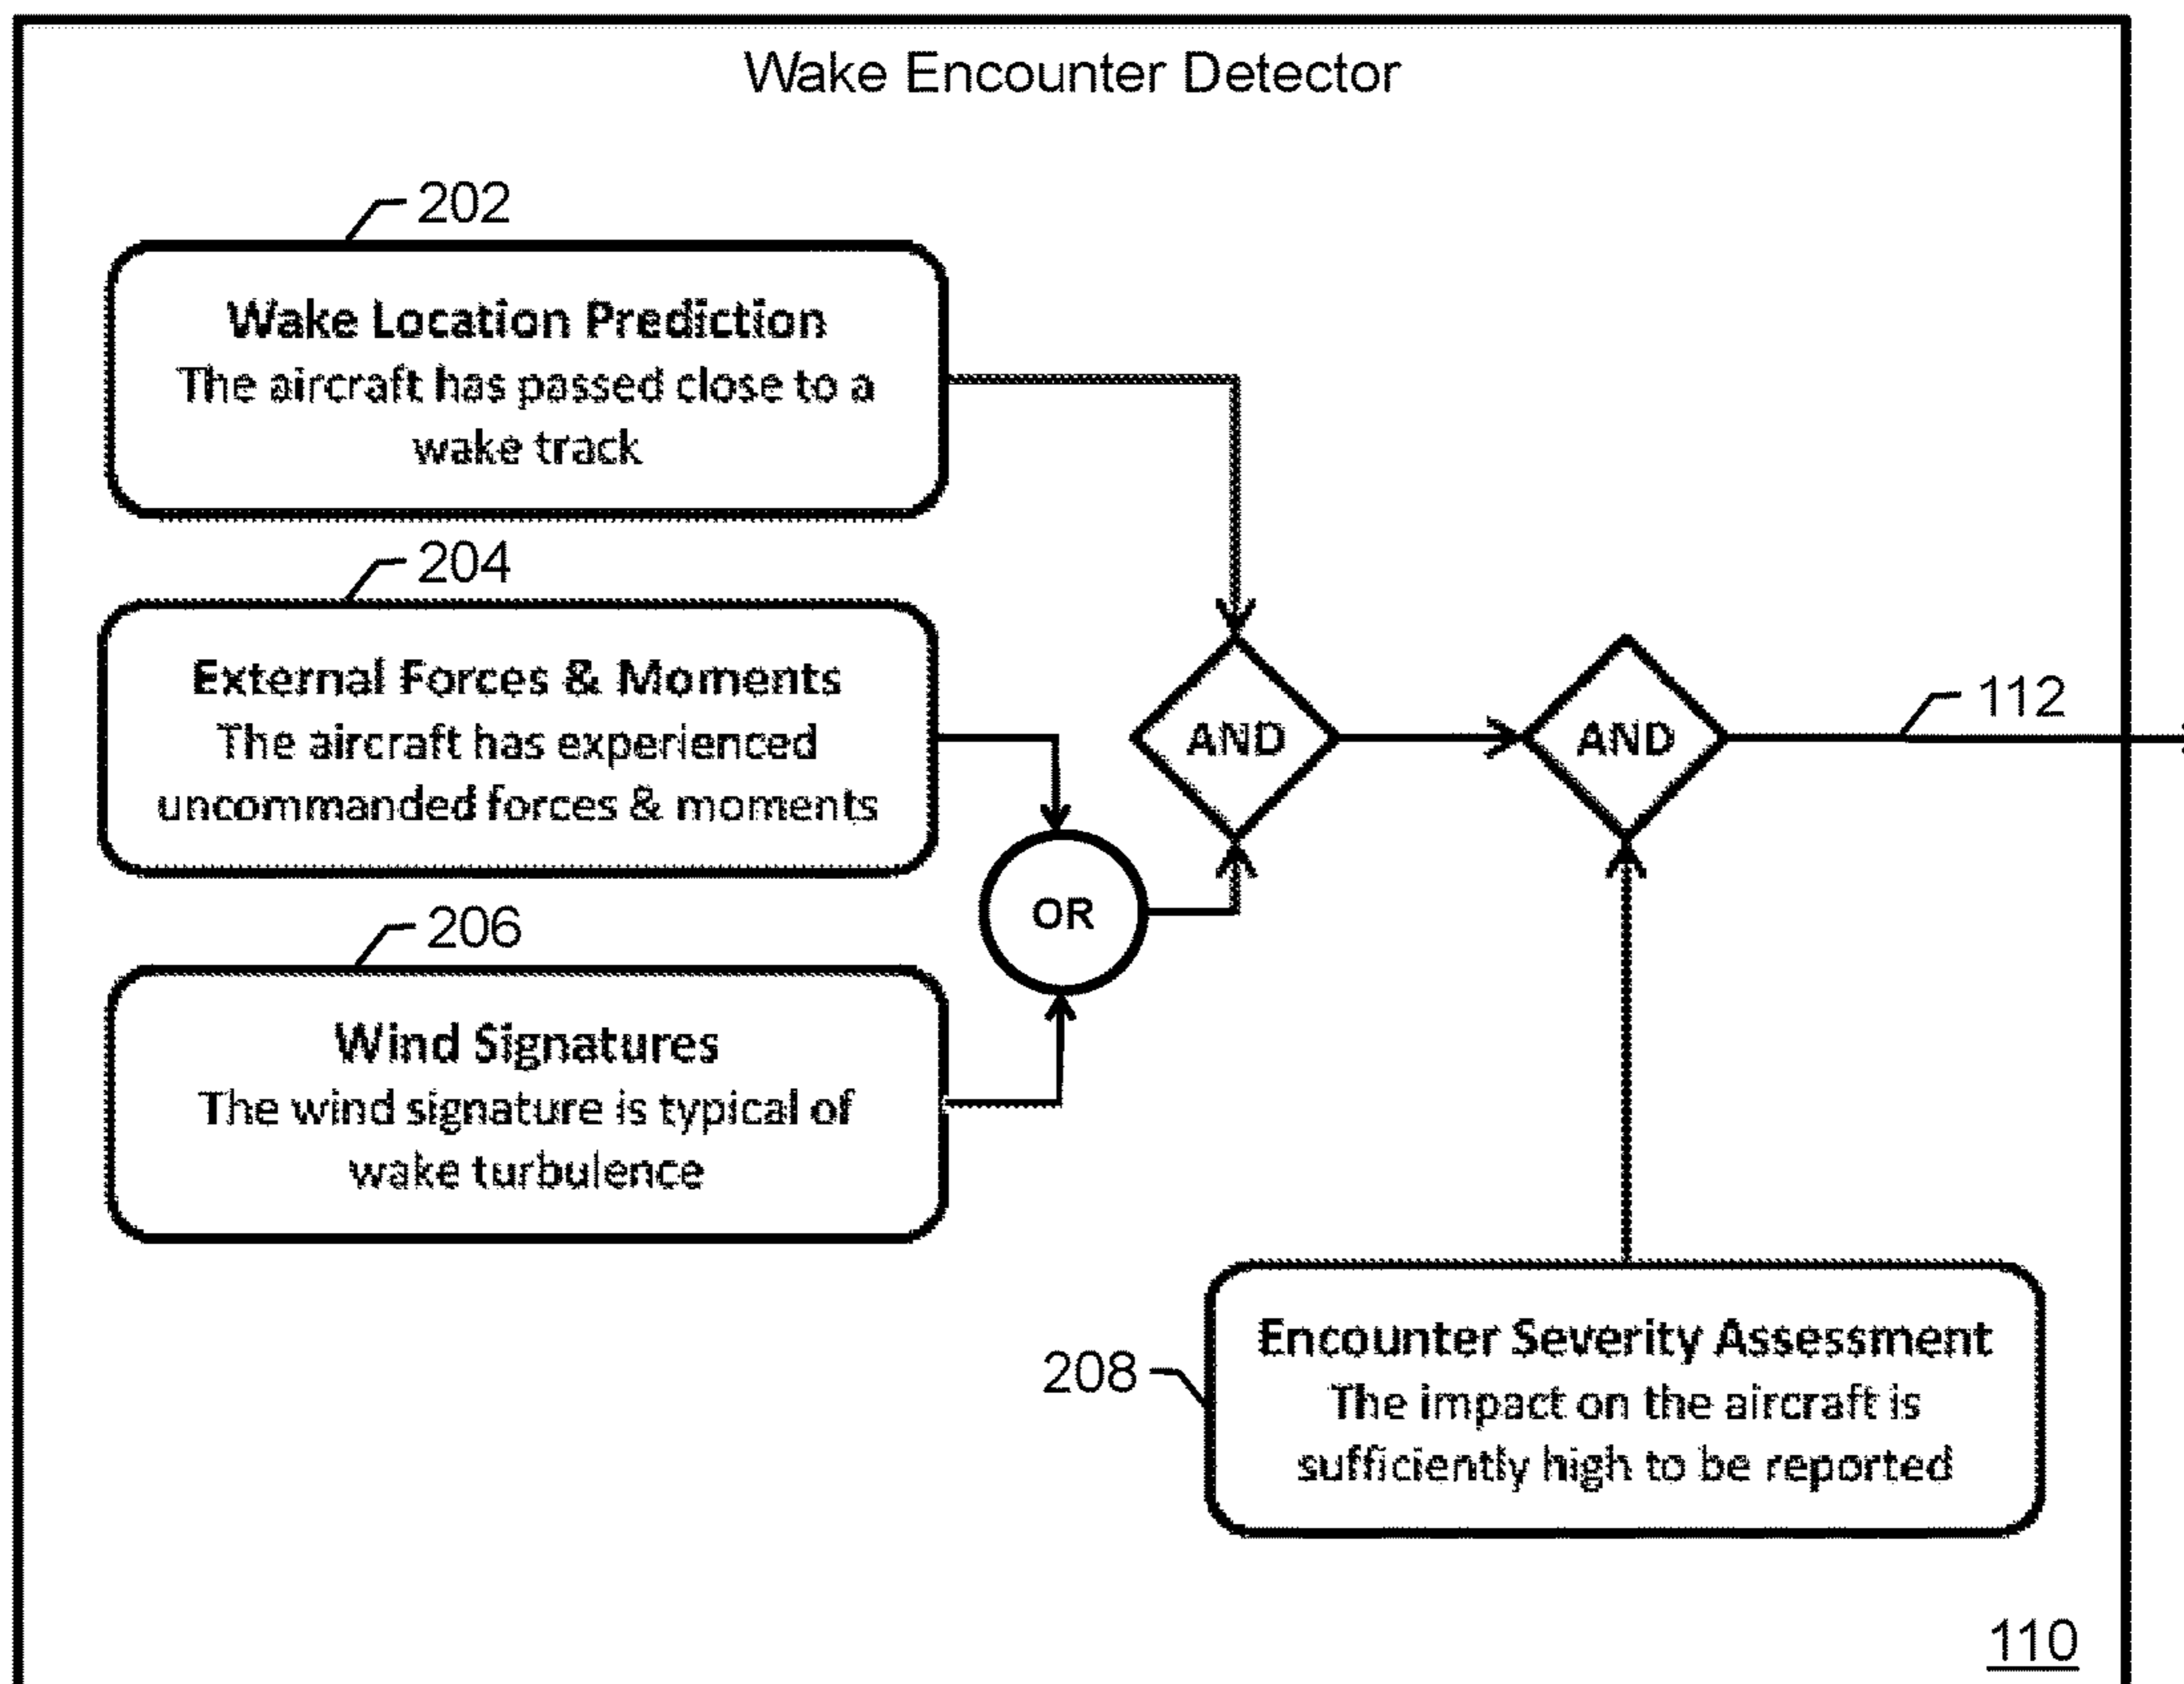 Wake Encounter Detector
202
Wake Location Prediction
The aircraft has passed close to a
wake track
204
External Forces & Moments
The aircraft has experienced
uncommanded forces & moments
AND
AND
112
OR
206
Wind Signatures
The wind signature is typical of
wake turbulence
208
Encounter Severity Assessment
The impact on the aircraft is
sufficiently high to be reported
110